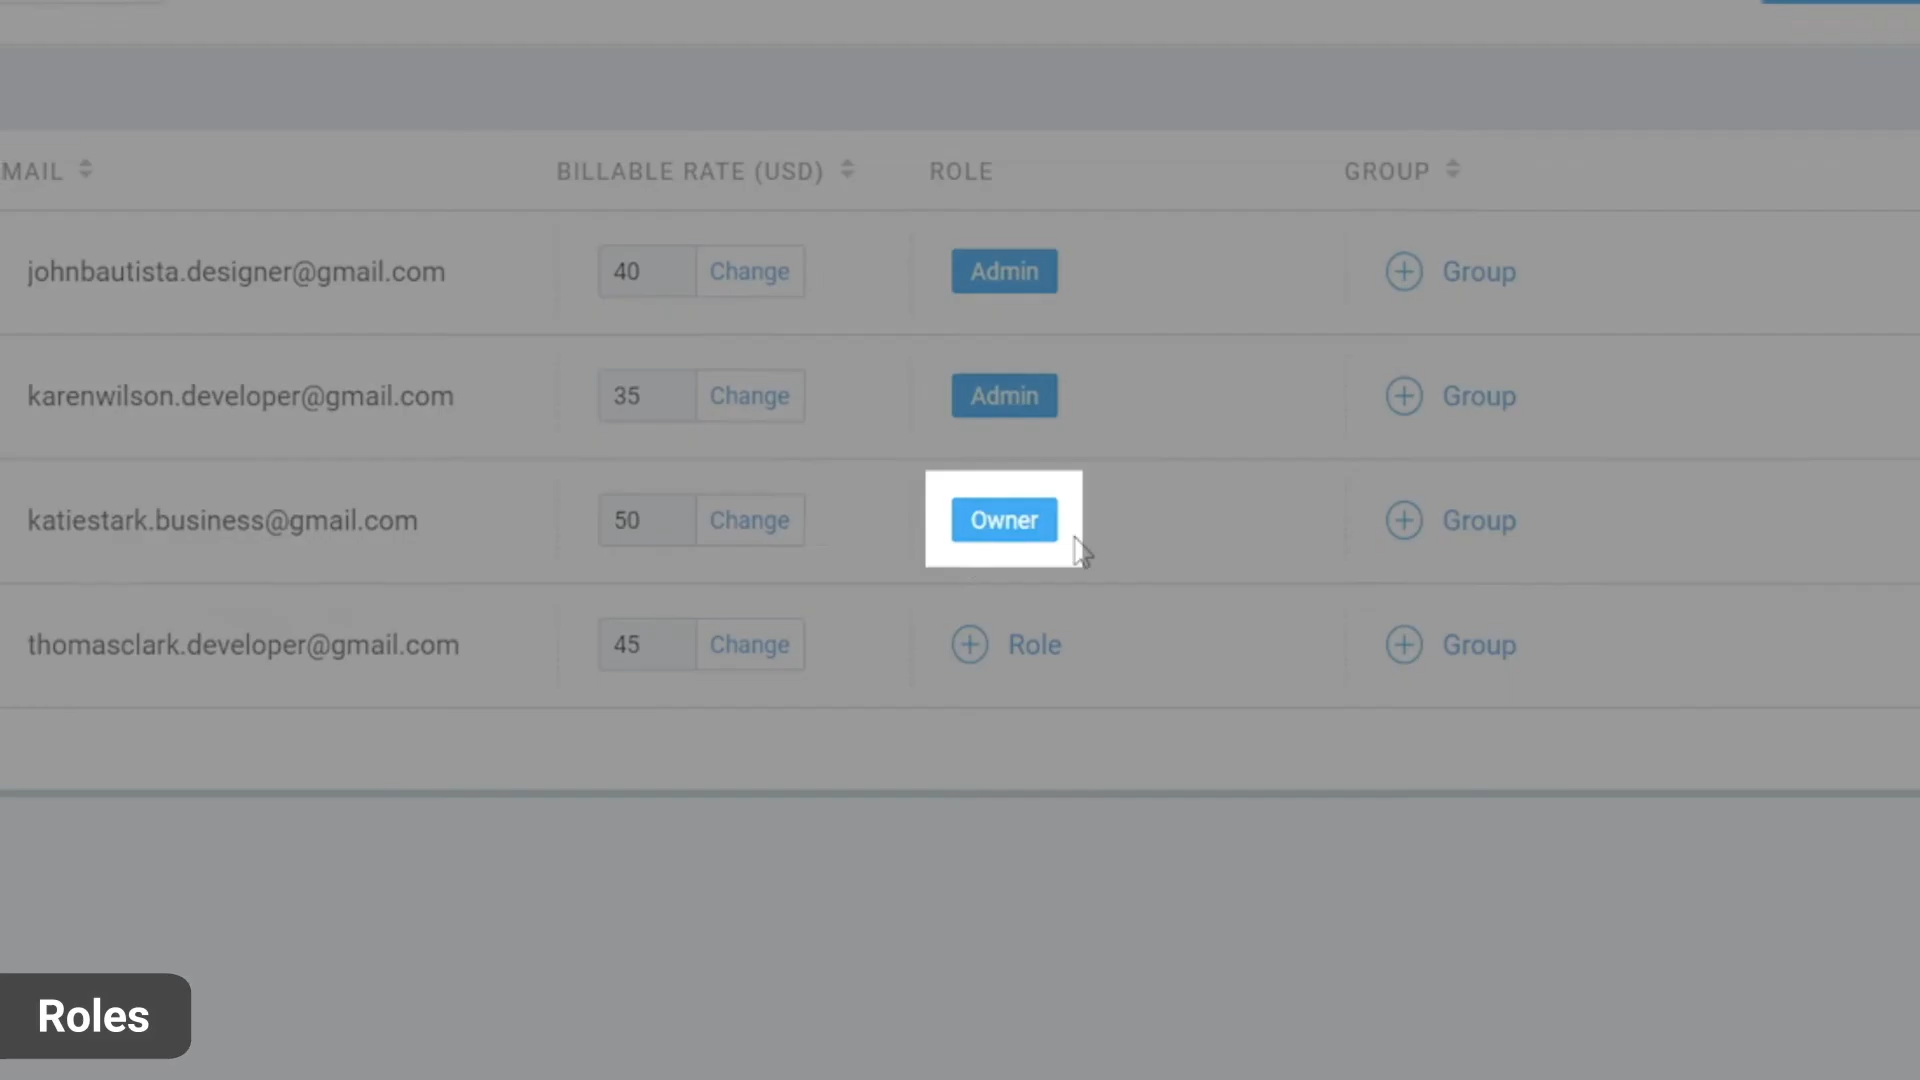 MAIL BILLABLE RATE (USD) ROLE GROUP
johnbautista.designer@gmail.com 40 Change Admin Group
karenwilson.developer@gmail.com 35 Change Admin Group
katiestark.business@gmail.com 50 Change Owner Group
thomasclark.developer@gmail.com 45 Change Role Group
Roles